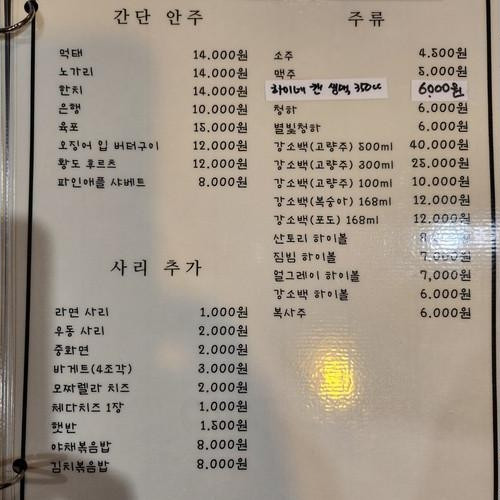 간단 안주
먹태 14.000원
노가리 14.000원
한치 14.000원
은행 10.000원
육포 15.000원
오징어 입 버터구이 12.000원
황도 후르츠 12.000원
파인애플 샤베트 8.000원
사리 추가
라면 사리 1.000원
우동 사리 2.000원
중화면 2.000원
바게트(4조각) 3.000원
모짜렐라 치즈 2.000원
체다치즈 1장 1.000원
햇반 1.500원
야채볶음밥 8.000원
김치볶음밥 8.000원
주류
소주 4.500원
맥주 5.000원
하이네켄 생맥 350cc 6000원
청하 6.000원
별빛청하 6.000원
강소백(고량주) 500ml 40.000원
강소백(고량주) 300ml 25.000원
강소백(고량주) 100ml 10.000원
강소백(복숭아) 168ml 12.000원
강소백(포도) 168ml 12.000원
산토리 하이볼
짐빔 하이볼 7,000원
얼그레이 하이볼 7,000원
강소백 하이볼 6.000원
복사주 6.000원